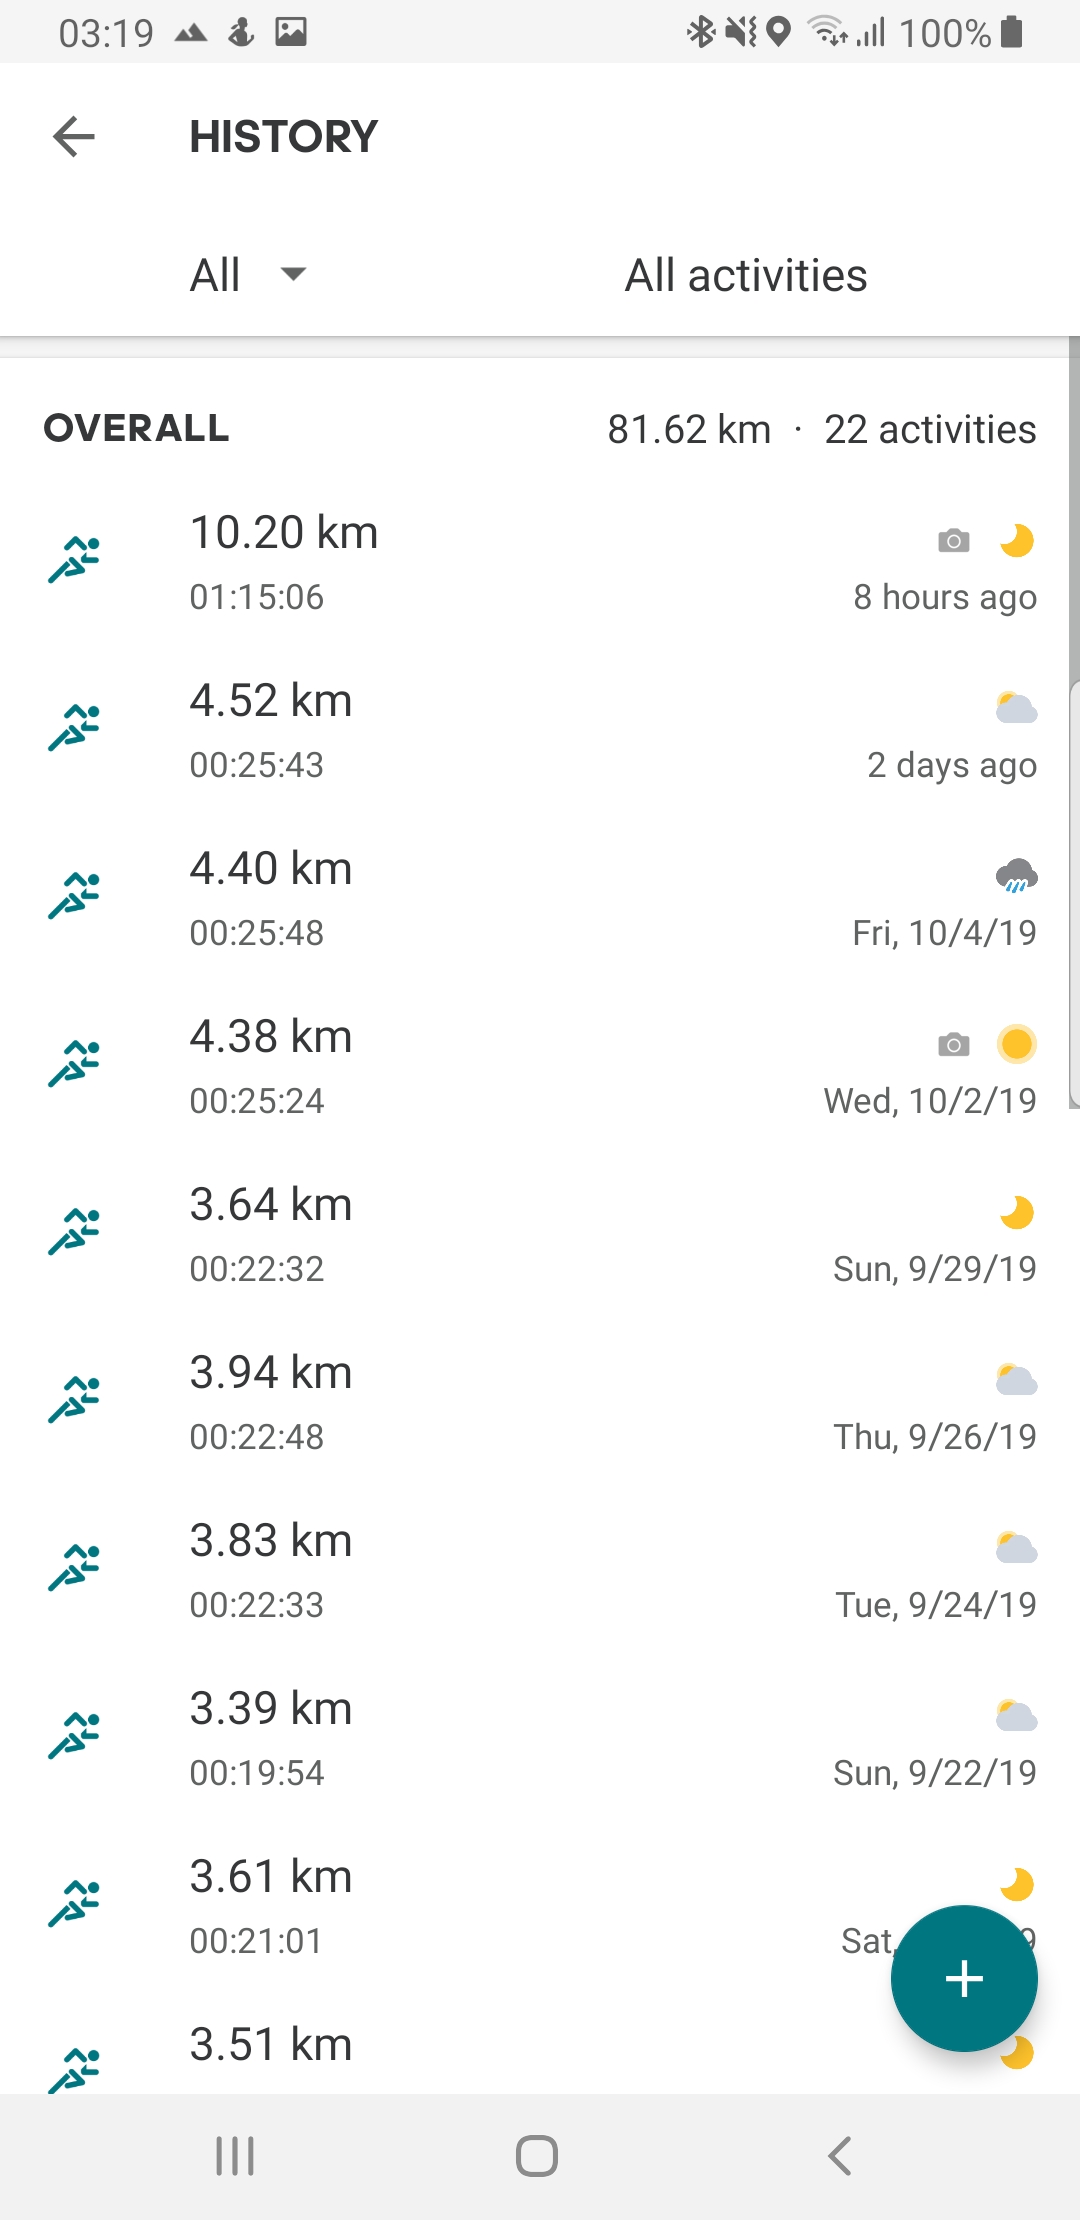 03:19 100%
HISTORY
All All activities
OVERALL 81.62 km · 22 activities
10.20 km
01:15:06 8 hours ago
4.52 km
00:25:43 2 days ago
4.40 km
00:25:48 Fri, 10/4/19
4.38 km
00:25:24 Wed, 10/2/19
3.64 km
00:22:32 Sun, 9/29/19
3.94 km
00:22:48 Thu, 9/26/19
3.83 km
00:22:33 Tue, 9/24/19
3.39 km
00:19:54 Sun, 9/22/19
3.61 km
00:21:01 Sat,
3.51 km